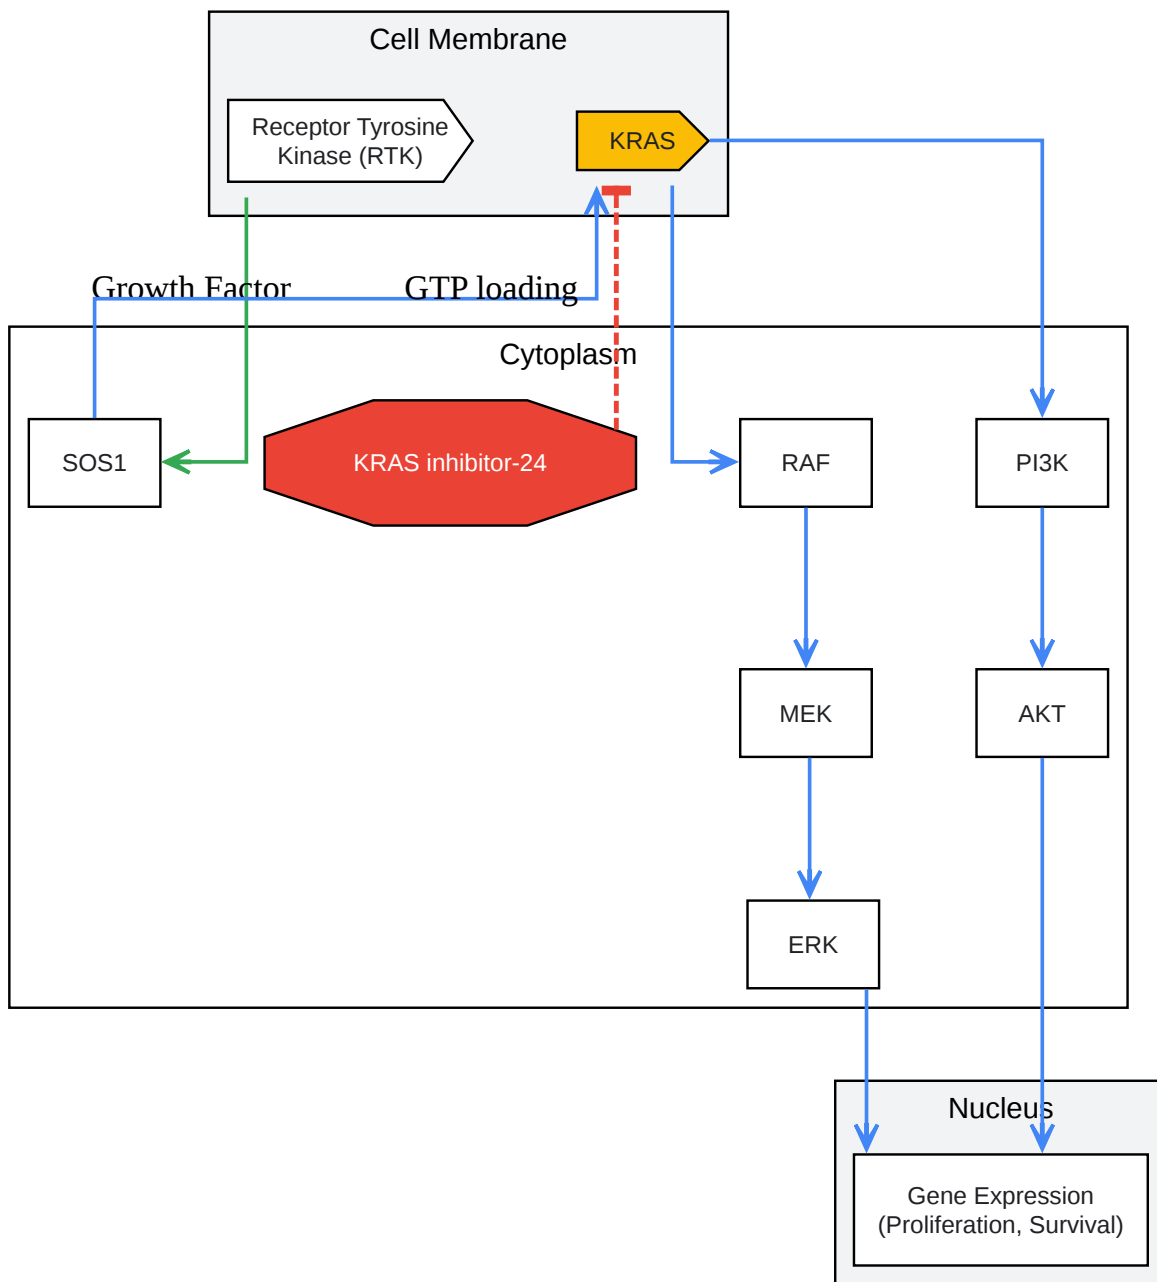 Cell Membrane
Receptor Tyrosine
Kinase (RTK)
KRAS
Growth Factor
GTP loading
Cytoplasm
SOS1
KRAS inhibitor-24
RAF
PI3K
MEK
AKT
ERK
Nucleus
Gene Expression
(Proliferation, Survival)